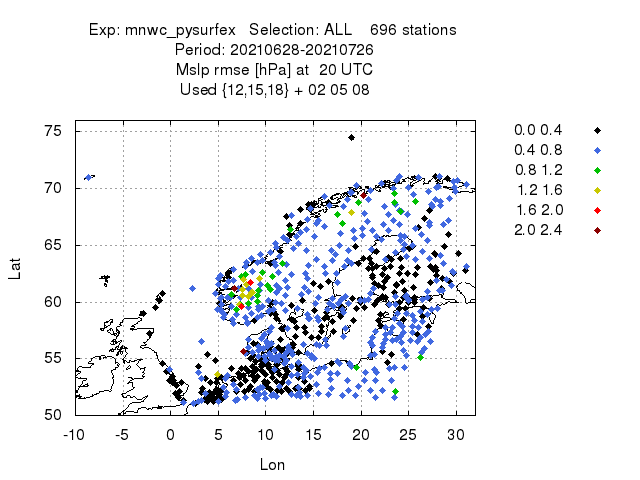 Exp: mnwc_pysurfex Selection: ALL 696 stations
Period: 20210628-20210726
Mslp rmse [hPa] at 20 UTC
Used {12,15,18} + 02 05 08
75
70
65
60
55
50
-10 -5 0 5 10 15 20 25 30
Lat
Lon
0.0 0.4
0.4 0.8
0.8 1.2
1.2 1.6
1.6 2.0
2.0 2.4